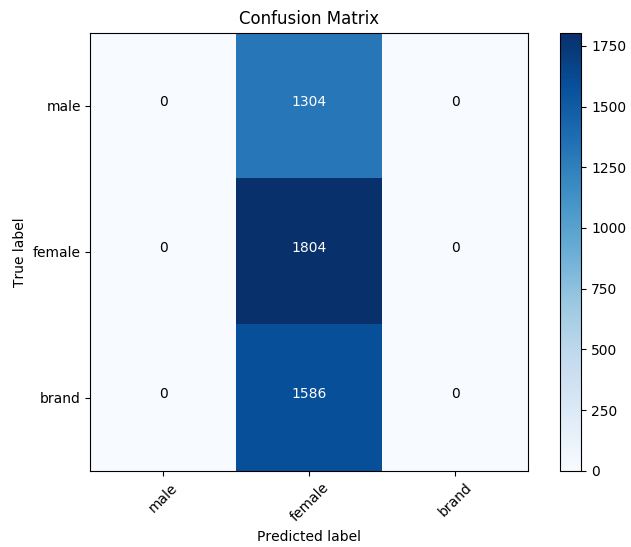 Confusion Matrix
True label
male
female
brand
0 1304 0
0 1804 0
0 1586 0
male
female
brand
Predicted label
1750
1500
1250
1000
750
500
250
0